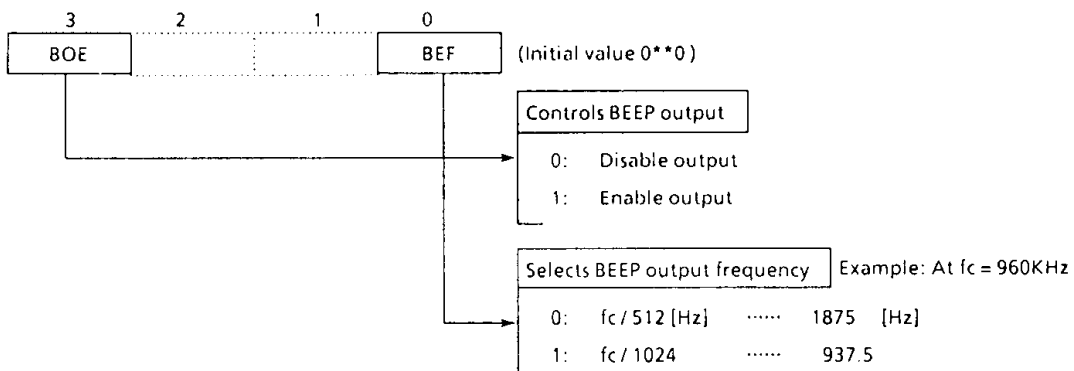 3 2 1 0
BOE BEF (Initial value 0**0)
Controls BEEP output
0: Disable output
1: Enable output
Selects BEEP output frequency Example: At fc = 960KHz
0: fc / 512 [Hz] ...... 1875 [Hz]
1: fc / 1024 ...... 937.5